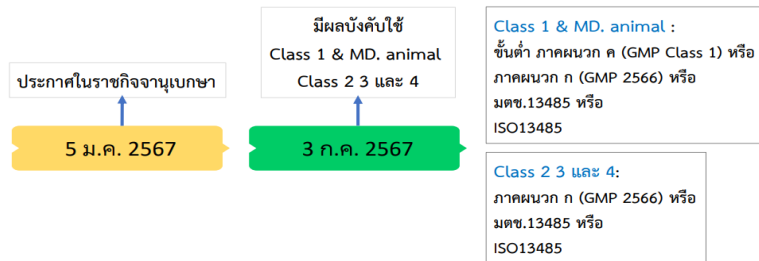 ประกาศในราชกิจจานุเบกษา
5 ม.ค. 2567
มีผลบังคับใช้
Class 1 & MD. animal
Class 2 3 และ 4
3 ก.ค. 2567
Class 1 & MD. animal :
ขั้นต่ำ ภาคผนวก ค (GMP Class 1) หรือ
ภาคผนวก ก (GMP 2566) หรือ
มตช.13485 หรือ
ISO13485
Class 2 3 และ 4:
ภาคผนวก ก (GMP 2566) หรือ
มตช.13485 หรือ
ISO13485